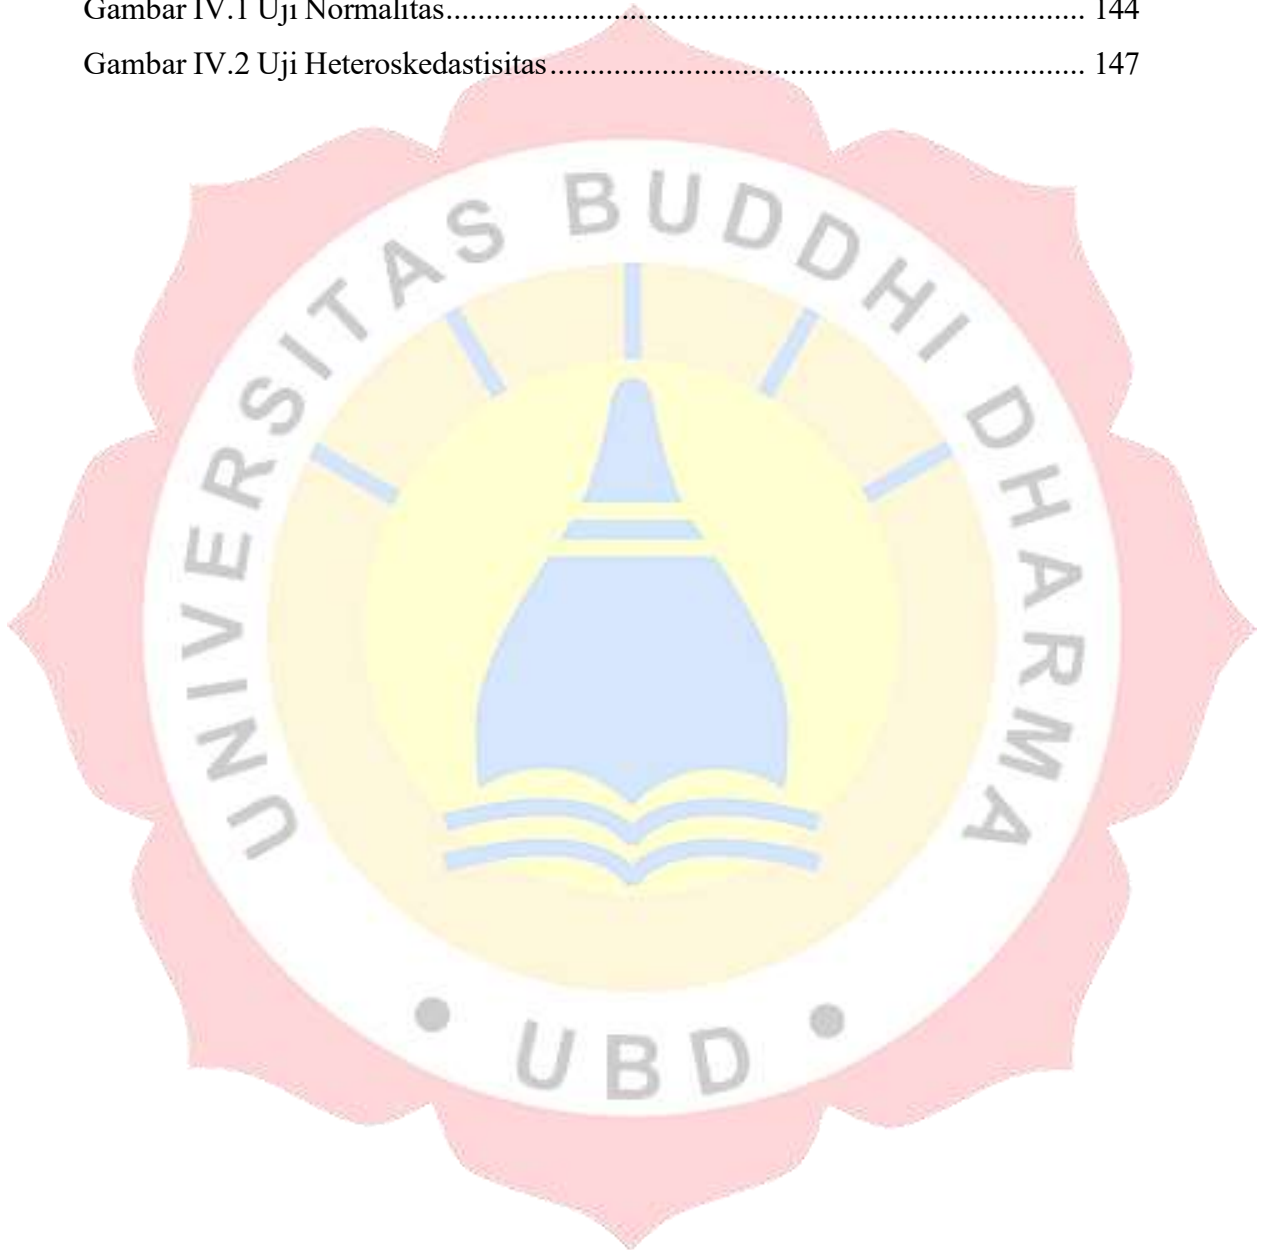 Gambar IV.1 Uji Normalitas................................................................................ 144
Gambar IV.2 Uji Heteroskedastisitas................................................................... 147
UNIVERSITAS BUDDHI DHARMA
• UBD •